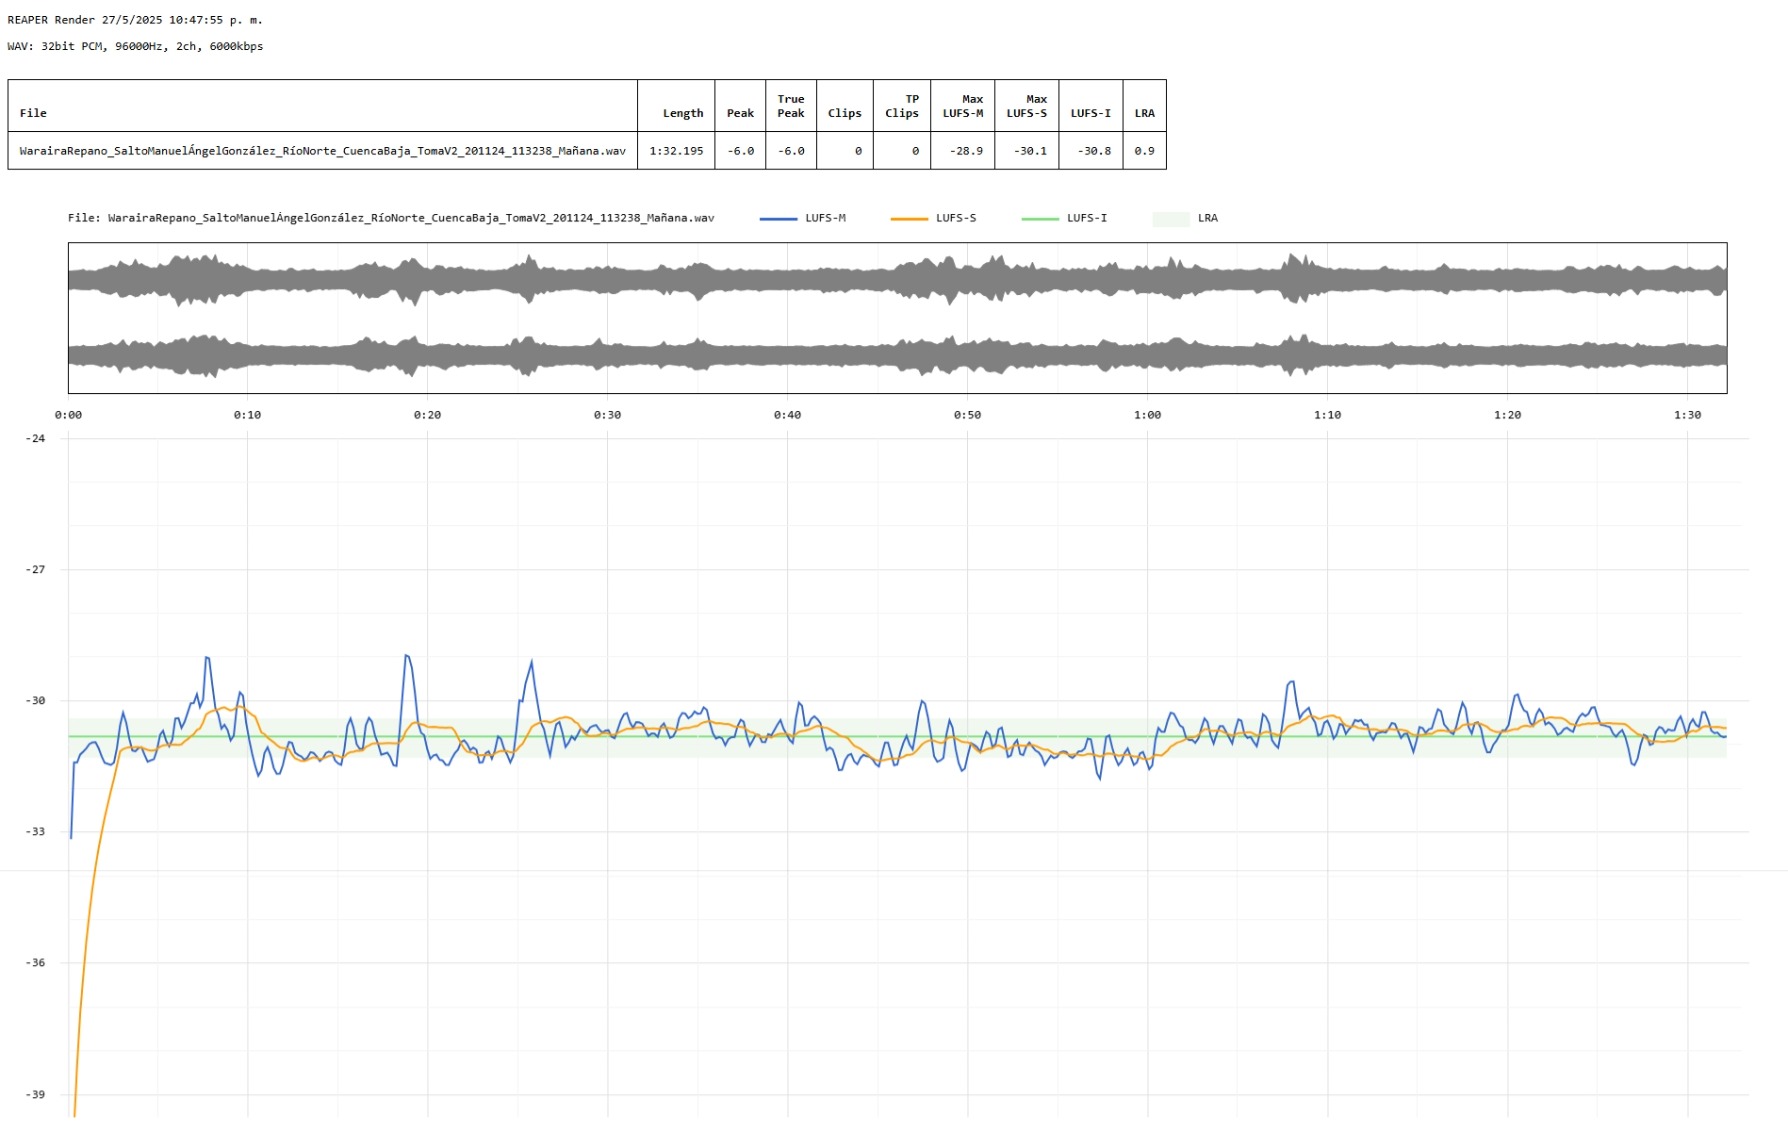 REAPER Render 27/5/2025 10:47:55 p. m.
WAV: 32bit PCM, 96000Hz, 2ch, 6000kbps
File Length Peak True Peak Clips TP Clips Max LUFS-M Max LUFS-S LUFS-I LRA
WarairaRepano_SaltoManuelÁngelGonzález_RíoNorte_CuencaBaja_TomaV2_201124_113238_Mañana.wav 1:32.195 -6.0 -6.0 0 0 -28.9 -30.1 -30.8 0.9
File: WarairaRepano_SaltoManuelÁngelGonzález_RíoNorte_CuencaBaja_TomaV2_201124_113238_Mañana.wav LUFS-M LUFS-S LUFS-I LRA
0:00 0:10 0:20 0:30 0:40 0:50 1:00 1:10 1:20 1:30
-24
-27
-30
-33
-36
-39